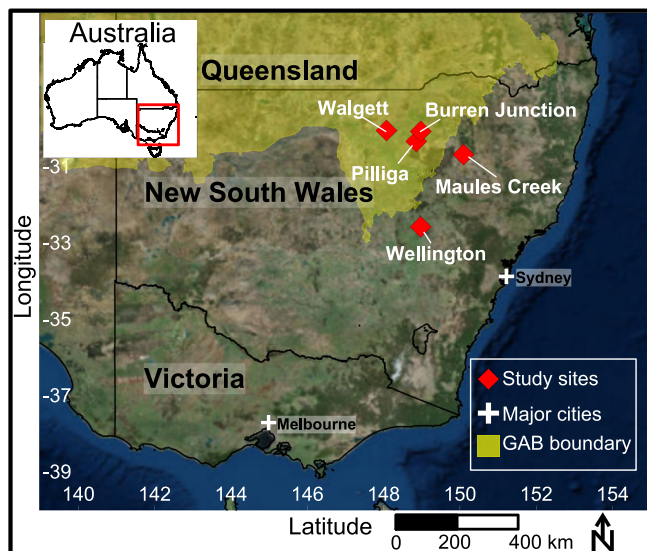 Australia
Queensland
Walgett
Burren Junction
Pilliga
Maules Creek
New South Wales
Wellington
Sydney
Victoria
Melbourne
Longitude
-31
-33
-35
-37
-39
Study sites
Major cities
GAB boundary
140 142 144 146 148 150 152 154
Latitude
0 200 400 km
N